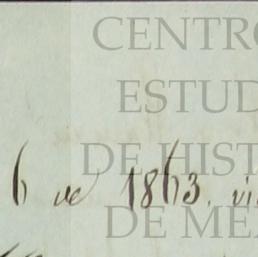 CENTRO
ESTUD
DE HIST
6 de 1863.
DE MÉ